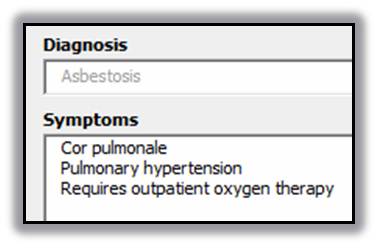 Diagnosis
Asbestosis
Symptoms
Cor pulmonale
Pulmonary hypertension
Requires outpatient oxygen therapy